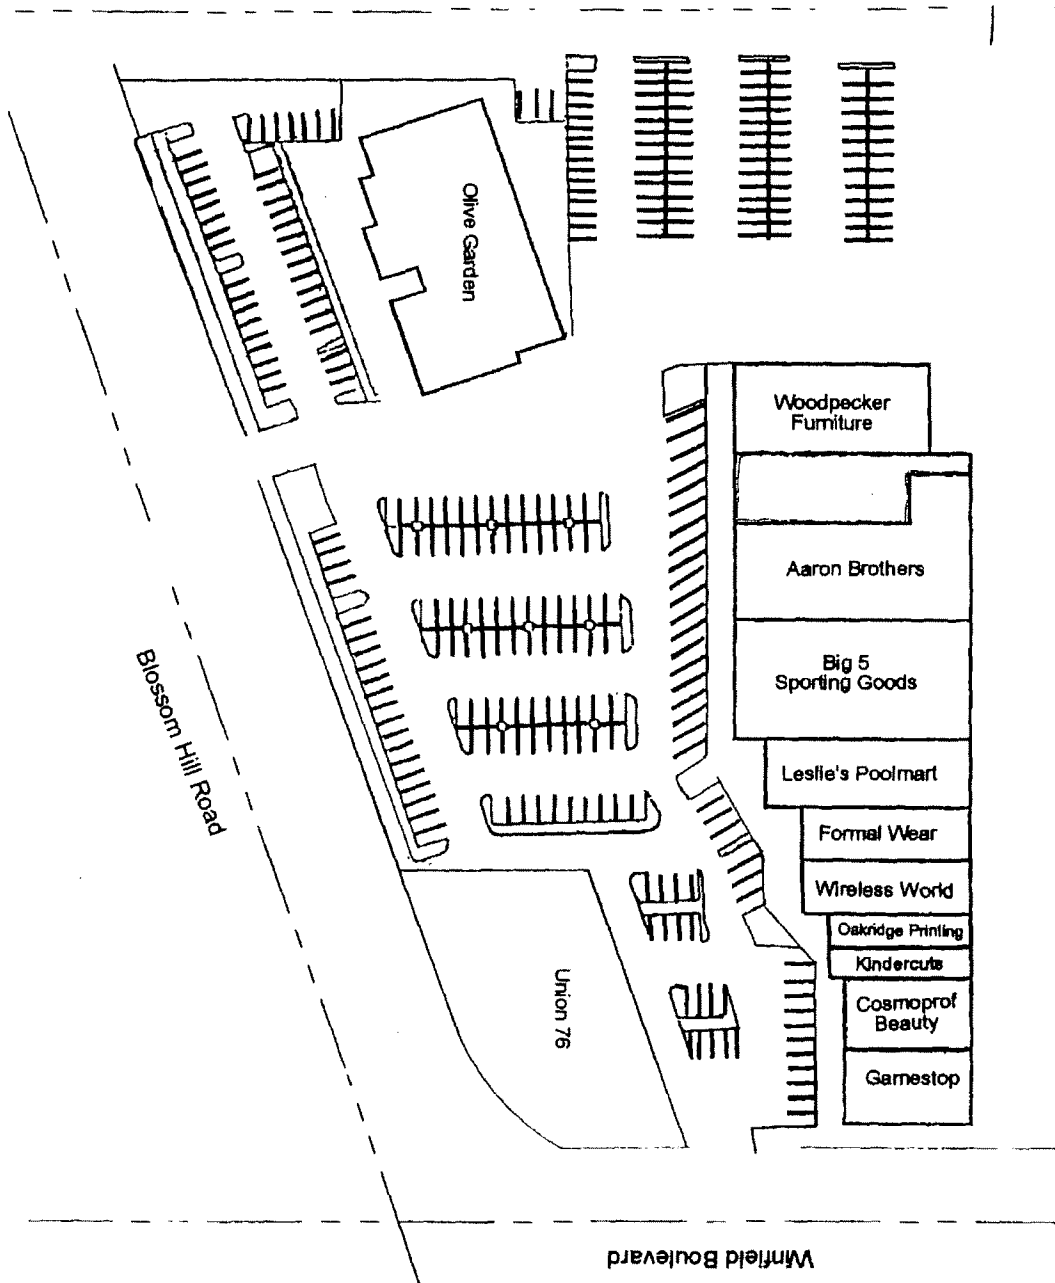 Olive Garden
Woodpecker
Furniture
Aaron Brothers
Big 5
Sporting Goods
Leslie's Poolmart
Blossom Hill Road
Formal Wear
Wireless World
Oakridge Printing
Kindercuts
Cosmoprof
Beauty
Union 76
Gamestop
Winfield Boulevard